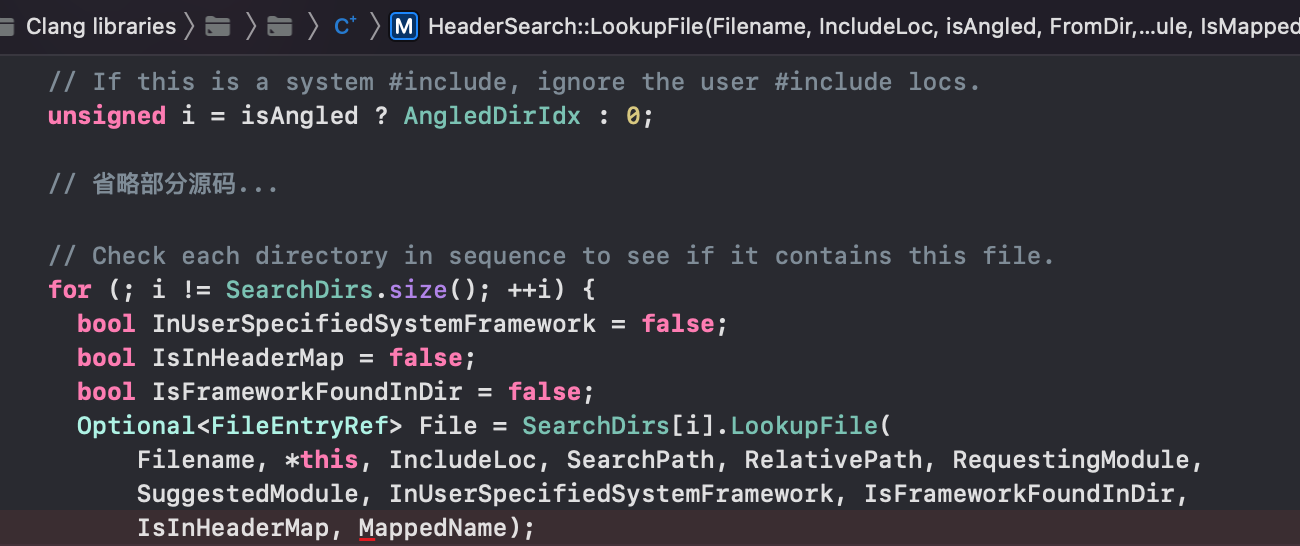 Clang libraries C+ M HeaderSearch::LookupFile(Filename, IncludeLoc, isAngled, FromDir,...ule, IsMapped
// If this is a system #include, ignore the user #include locs.
unsigned i = isAngled ? AngledDirIdx : 0;
// 省略部分源码...
// Check each directory in sequence to see if it contains this file.
for (; i != SearchDirs.size(); ++i) {
bool InUserSpecifiedSystemFramework = false;
bool IsInHeaderMap = false;
bool IsFrameworkFoundInDir = false;
Optional<FileEntryRef> File = SearchDirs[i].LookupFile(
Filename, *this, IncludeLoc, SearchPath, RelativePath, RequestingModule,
SuggestedModule, InUserSpecifiedSystemFramework, IsFrameworkFoundInDir,
IsInHeaderMap, MappedName);